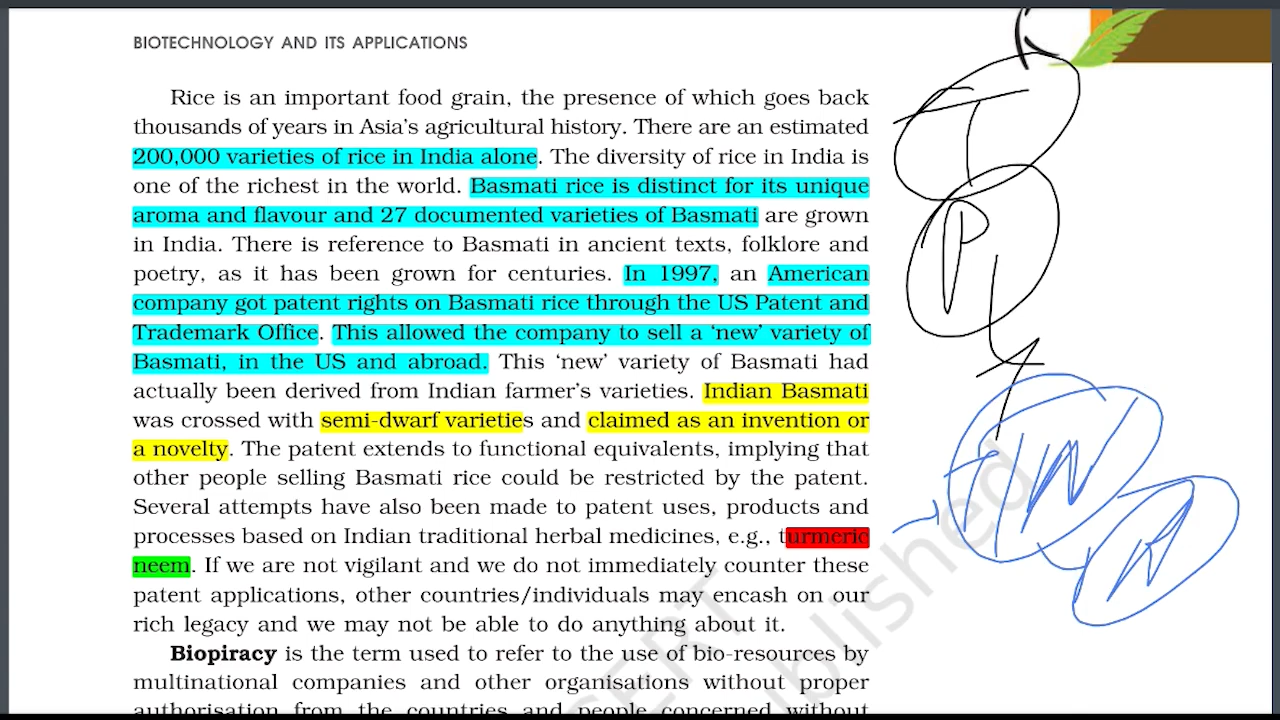 BIOTECHNOLOGY AND ITS APPLICATIONS
Rice is an important food grain, the presence of which goes back
thousands of years in Asia’s agricultural history. There are an estimated
200,000 varieties of rice in India alone. The diversity of rice in India is
one of the richest in the world. Basmati rice is distinct for its unique
aroma and flavour and 27 documented varieties of Basmati are grown
in India. There is reference to Basmati in ancient texts, folklore and
poetry, as it has been grown for centuries. In 1997, an American
company got patent rights on Basmati rice through the US Patent and
Trademark Office. This allowed the company to sell a ‘new’ variety of
Basmati, in the US and abroad. This ‘new’ variety of Basmati had
actually been derived from Indian farmer’s varieties. Indian Basmati
was crossed with semi-dwarf varieties and claimed as an invention or
a novelty. The patent extends to functional equivalents, implying that
other people selling Basmati rice could be restricted by the patent.
Several attempts have also been made to patent uses, products and
processes based on Indian traditional herbal medicines, e.g., turmeric
neem. If we are not vigilant and we do not immediately counter these
patent applications, other countries/individuals may encash on our
rich legacy and we may not be able to do anything about it.
Biopiracy is the term used to refer to the use of bio-resources by
multinational companies and other organisations without proper
authorisation from the countries and people concerned without